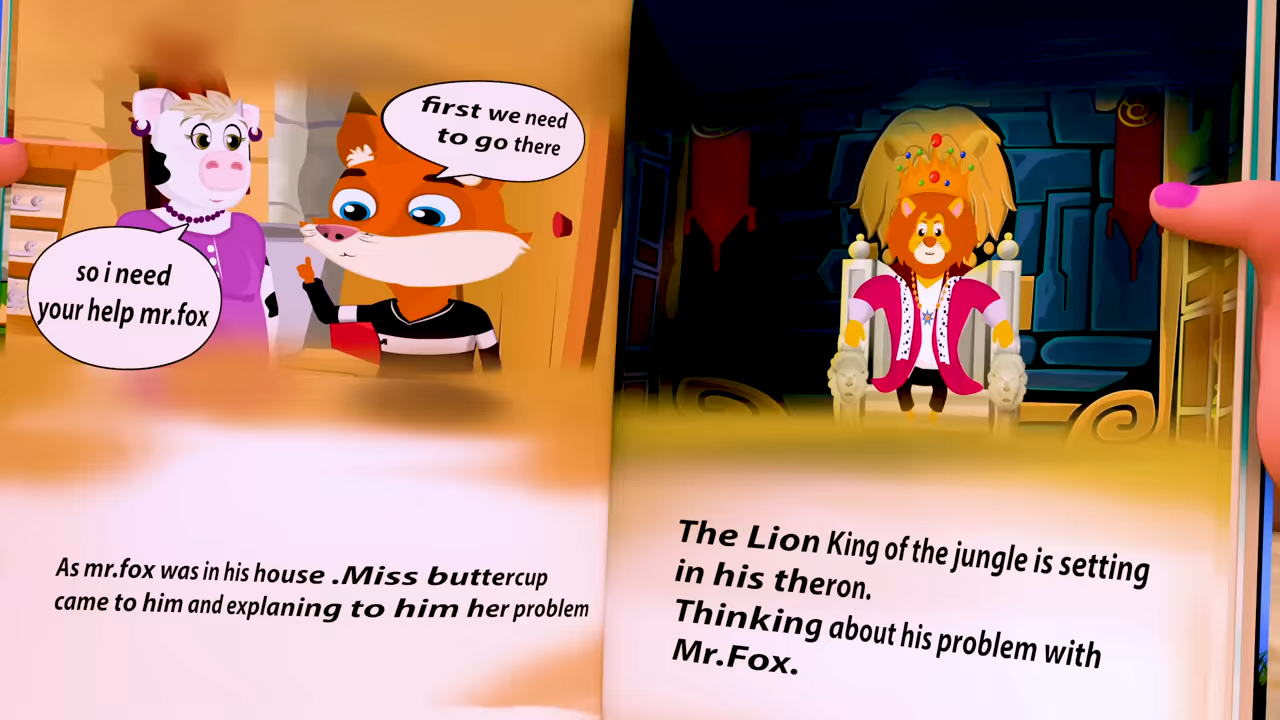 first we need
to go there
so i need
your help mr.fox
As mr.fox was in his house .Miss buttercup
came to him and explaning to him her problem
The Lion King of the jungle is setting
in his theron.
Thinking about his problem with
Mr.Fox.